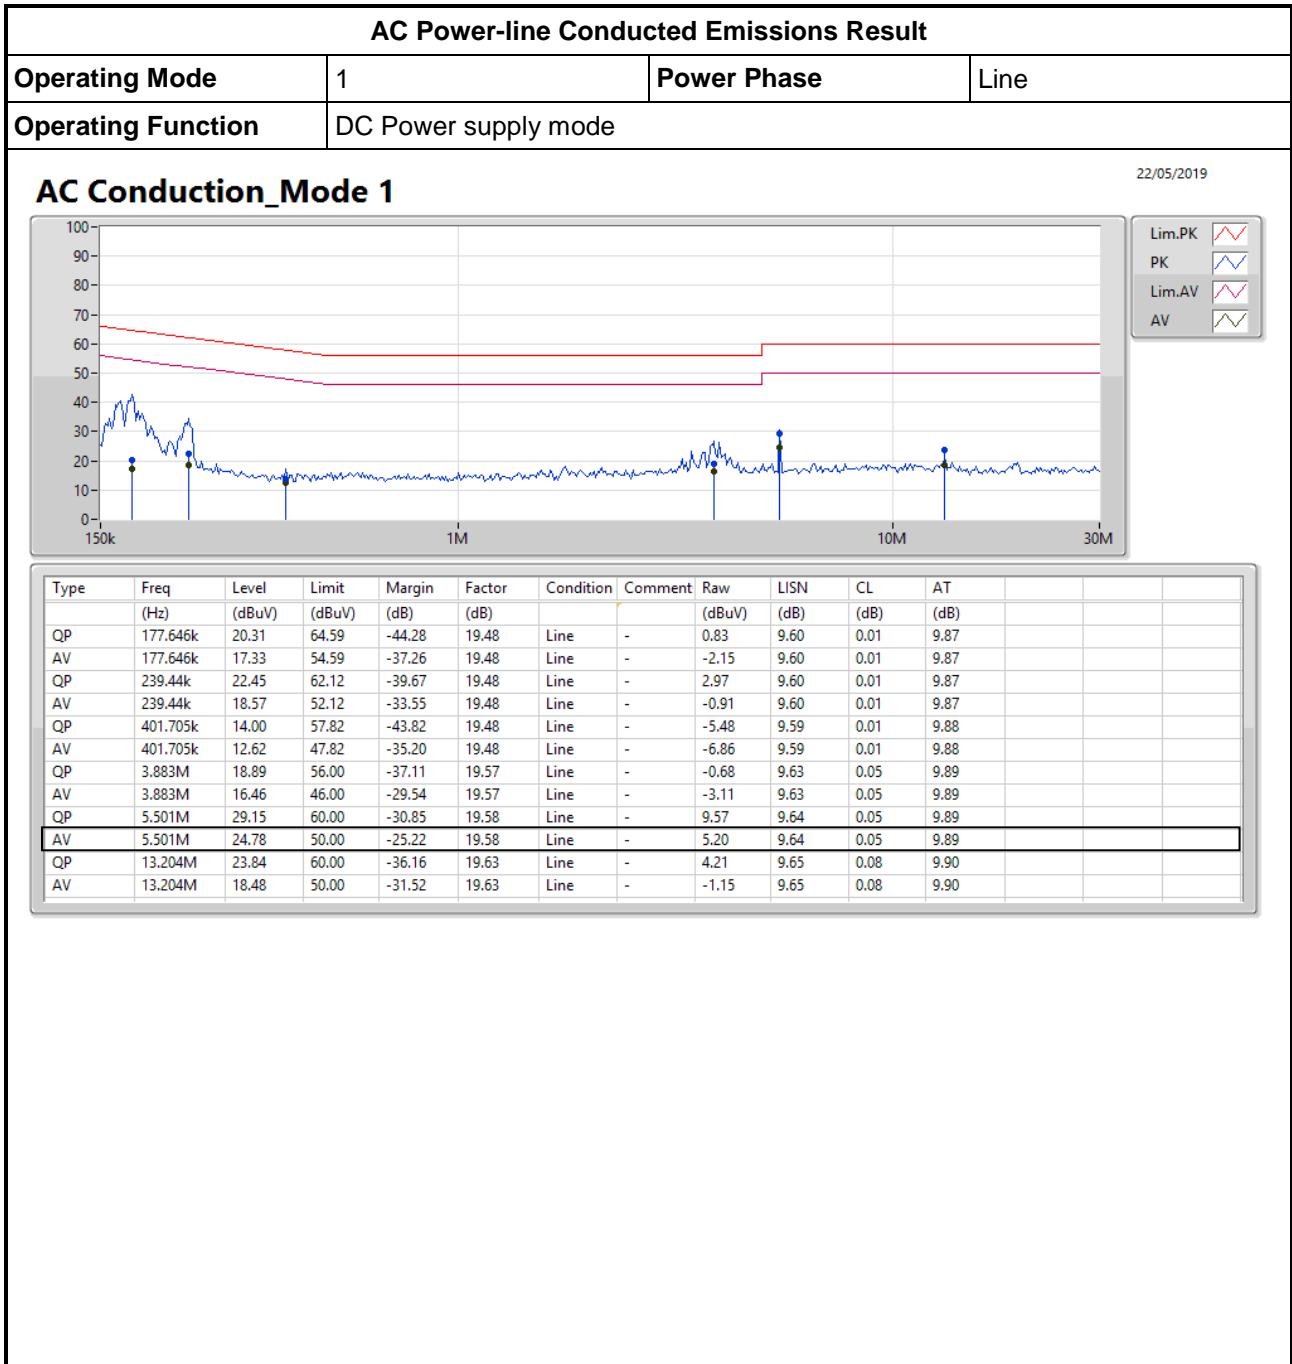 AC Power-line Conducted Emissions Result
Operating Mode 1 Power Phase Line
Operating Function DC Power supply mode
22/05/2019
AC Conduction_Mode 1
100
90
80
70
60
50
40
30
20
10
0
150k 1M 10M 30M
Lim.PK
PK
Lim.AV
AV
Type Freq Level Limit Margin Factor Condition Comment Raw LISN CL AT
(Hz) (dBuV) (dBuV) (dB) (dB) (dBuV) (dB) (dB) (dB)
QP 177.646k 20.31 64.59 -44.28 19.48 Line - 0.83 9.60 0.01 9.87
AV 177.646k 17.33 54.59 -37.26 19.48 Line - -2.15 9.60 0.01 9.87
QP 239.44k 22.45 62.12 -39.67 19.48 Line - 2.97 9.60 0.01 9.87
AV 239.44k 18.57 52.12 -33.55 19.48 Line - -0.91 9.60 0.01 9.87
QP 401.705k 14.00 57.82 -43.82 19.48 Line - -5.48 9.59 0.01 9.88
AV 401.705k 12.62 47.82 -35.20 19.48 Line - -6.86 9.59 0.01 9.88
QP 3.883M 18.89 56.00 -37.11 19.57 Line - -0.68 9.63 0.05 9.89
AV 3.883M 16.46 46.00 -29.54 19.57 Line - -3.11 9.63 0.05 9.89
QP 5.501M 29.15 60.00 -30.85 19.58 Line - 9.57 9.64 0.05 9.89
AV 5.501M 24.78 50.00 -25.22 19.58 Line - 5.20 9.64 0.05 9.89
QP 13.204M 23.84 60.00 -36.16 19.63 Line - 4.21 9.65 0.08 9.90
AV 13.204M 18.48 50.00 -31.52 19.63 Line - -1.15 9.65 0.08 9.90